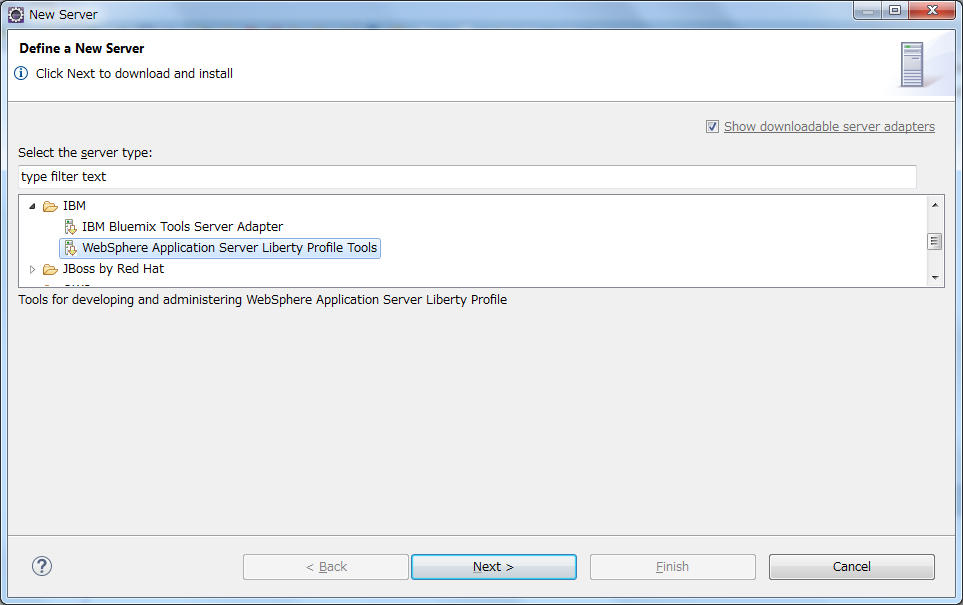 New Server
Define a New Server
Click Next to download and install
Show downloadable server adapters
Select the server type:
type filter text
IBM
IBM Bluemix Tools Server Adapter
WebSphere Application Server Liberty Profile Tools
JBoss by Red Hat
Tools for developing and administering WebSphere Application Server Liberty Profile
< Back
Next >
Finish
Cancel